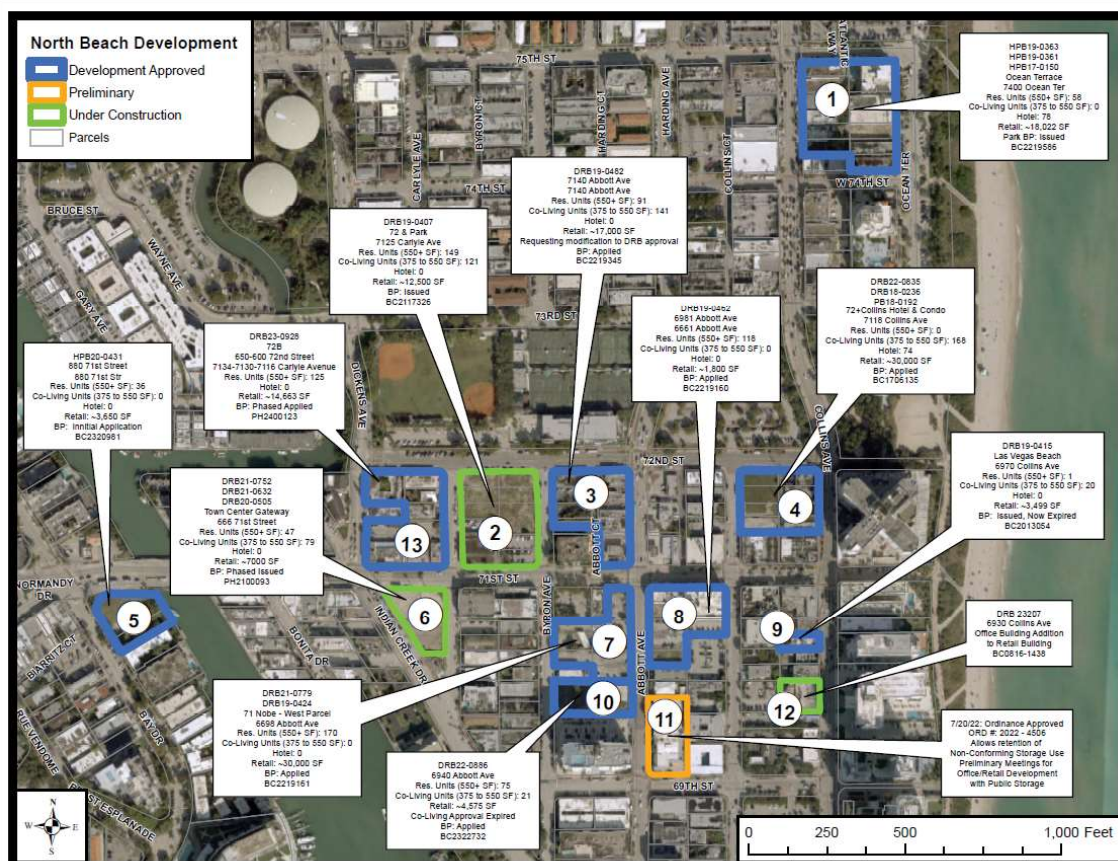 North Beach Development
Development Approved
Preliminary
Under Construction
Parcels
75TH ST
ATLANTIC WAY
HPB19-0363
HPB19-0361
HPB17-0150
Ocean Terrace
7400 Ocean Ter
Res. Units (550+ SF): 58
Co-Living Units (375 to 550 SF): 0
Hotel: 78
Retail: ~18,022 SF
Park BP: Issued
BC2219586
1
CARLYLE AVE
BYRON CT
HARDING CT
HARDING AVE
COLLINS CT
OCEAN TER
74TH ST
W 74TH ST
BRUCE ST
WAYNE AVE
GARY AVE
DRB19-0482
7140 Abbott Ave
7140 Abbott Ave
Res. Units (550+ SF): 91
Co-Living Units (375 to 550 SF): 141
Hotel: 0
Retail: ~17,000 SF
Requesting modification to DRB approval
BP: Applied
BC2219345
DRB19-0407
72 & Park
7125 Carlyle Ave
Res. Units (550+ SF): 149
Co-Living Units (375 to 550 SF): 121
Hotel: 0
Retail: ~12,500 SF
BP: Issued
BC2117326
73RD ST
DRB19-0462
6981 Abbott Ave
6661 Abbott Ave
Res. Units (550+ SF): 118
Co-Living Units (375 to 550 SF): 0
Hotel: 0
Retail: ~1,800 SF
BP: Applied
BC2219160
DRB22-0835
DRB18-0236
PB18-0192
72+Collins Hotel & Condo
7118 Collins Ave
Res. Units (550+ SF): 0
Co-Living Units (375 to 550 SF): 168
Hotel: 74
Retail: ~30,000 SF
BP: Applied
BC1706135
DRB23-0928
72B
650-600 72nd Street
7134-7130-7116 Carlyle Avenue
Res. Units (550+ SF): 125
Hotel: 0
Retail: ~14,663 SF
BP: Phased Applied
PH2400123
HPB20-0431
880 71st Street
880 71st Str
Res. Units (550+ SF): 36
Co-Living Units (375 to 550 SF): 0
Hotel: 0
Retail: ~3,650 SF
BP: Innitial Application
BC2320981
DICKENS AVE
COLLINS AVE
72ND ST
DRB19-0415
Las Vegas Beach
6970 Collins Ave
Res. Units (550+ SF): 1
Co-Living Units (375 to 550 SF): 20
Hotel: 0
Retail: ~3,499 SF
BP: Issued, Now Expired
BC2013054
DRB21-0752
DRB21-0632
DRB20-0505
Town Center Gateway
666 71st Street
Res. Units (550+ SF): 47
Co-Living Units (375 to 550 SF): 79
Hotel: 0
Retail: ~7000 SF
BP: Phased Issued
PH2100093
13
2
3
4
ABBOTT CT
71ST ST
NORMANDY DR
5
6
7
8
9
10
11
12
BIARRITZ CT
BONITA DR
INDIAN CREEK DR
BYRON AVE
ABBOTT AVE
DRB 23207
6930 Collins Ave
Office Building Addition
to Retail Building
BC0816-1438
DRB21-0779
DRB19-0424
71 Nobe - West Parcel
6698 Abbott Ave
Res. Units (550+ SF): 170
Co-Living Units (375 to 550 SF): 0
Hotel: 0
Retail: ~30,000 SF
BP: Applied
BC2219161
DRB22-0886
6940 Abbott Ave
Res. Units (550+ SF): 75
Co-Living Units (375 to 550 SF): 21
Retail: ~4,575 SF
Co-Living Approval Expired
BP: Applied
BC2322732
7/20/22: Ordinance Approved
ORD #: 2022 - 4506
Allows retention of
Non-Conforming Storage Use
Preliminary Meetings for
Office/Retail Development
with Public Storage
RUE VENDOME
BAY DR
ESPLANADE
69TH ST
N
W
E
S
0 250 500 1,000 Feet